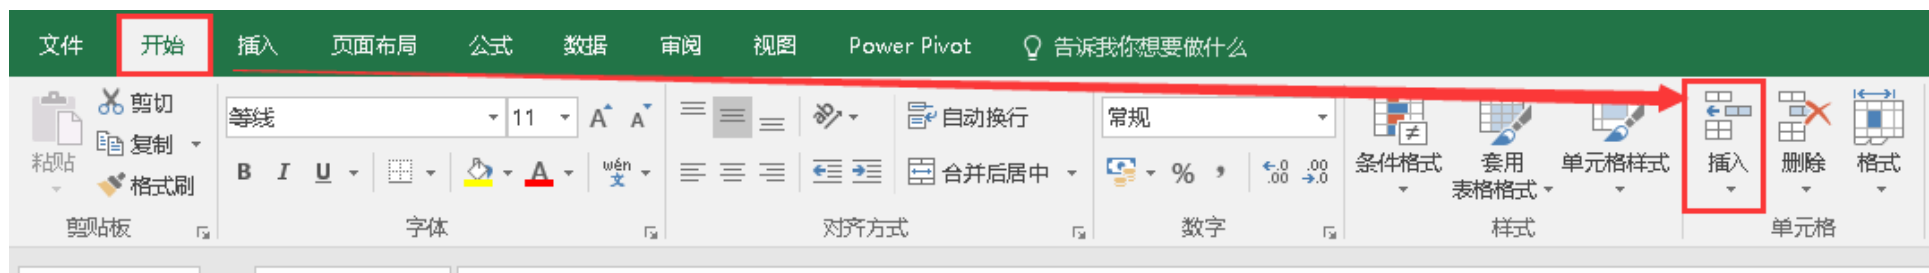 文件 开始 插入 页面布局 公式 数据 审阅 视图 Power Pivot 告诉我你想要做什么
剪切
复制
格式刷
粘贴
剪贴板
等线 11 A A
B I U A wén 文
字体
自动换行
合并后居中
对齐方式
常规
% , .0 .00 .00 .0
数字
条件格式
套用
表格格式
单元格样式
样式
插入
删除
格式
单元格